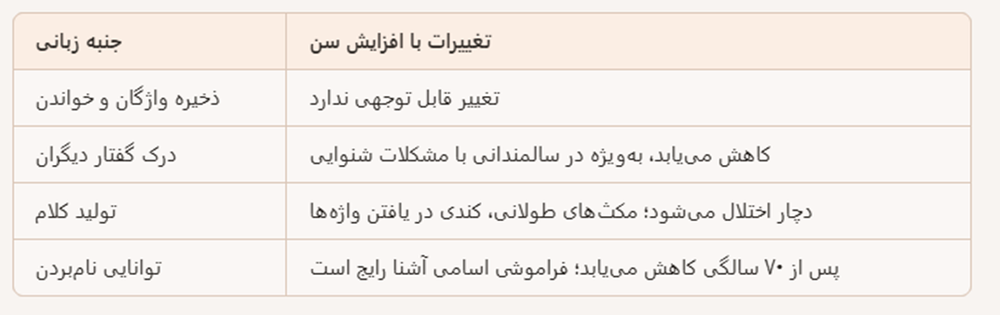 جنبه زبانی
تغییرات با افزایش سن
ذخیره واژگان و خواندن
تغییر قابل توجهی ندارد
درک گفتار دیگران
کاهش می‌یابد، به‌ویژه در سالمندانی با مشکلات شنوایی
تولید کلام
دچار اختلال می‌شود؛ مکث‌های طولانی، کندی در یافتن واژه‌ها
توانایی نام‌بردن
پس از ۷۰ سالگی کاهش می‌یابد؛ فراموشی اسامی آشنا رایج است